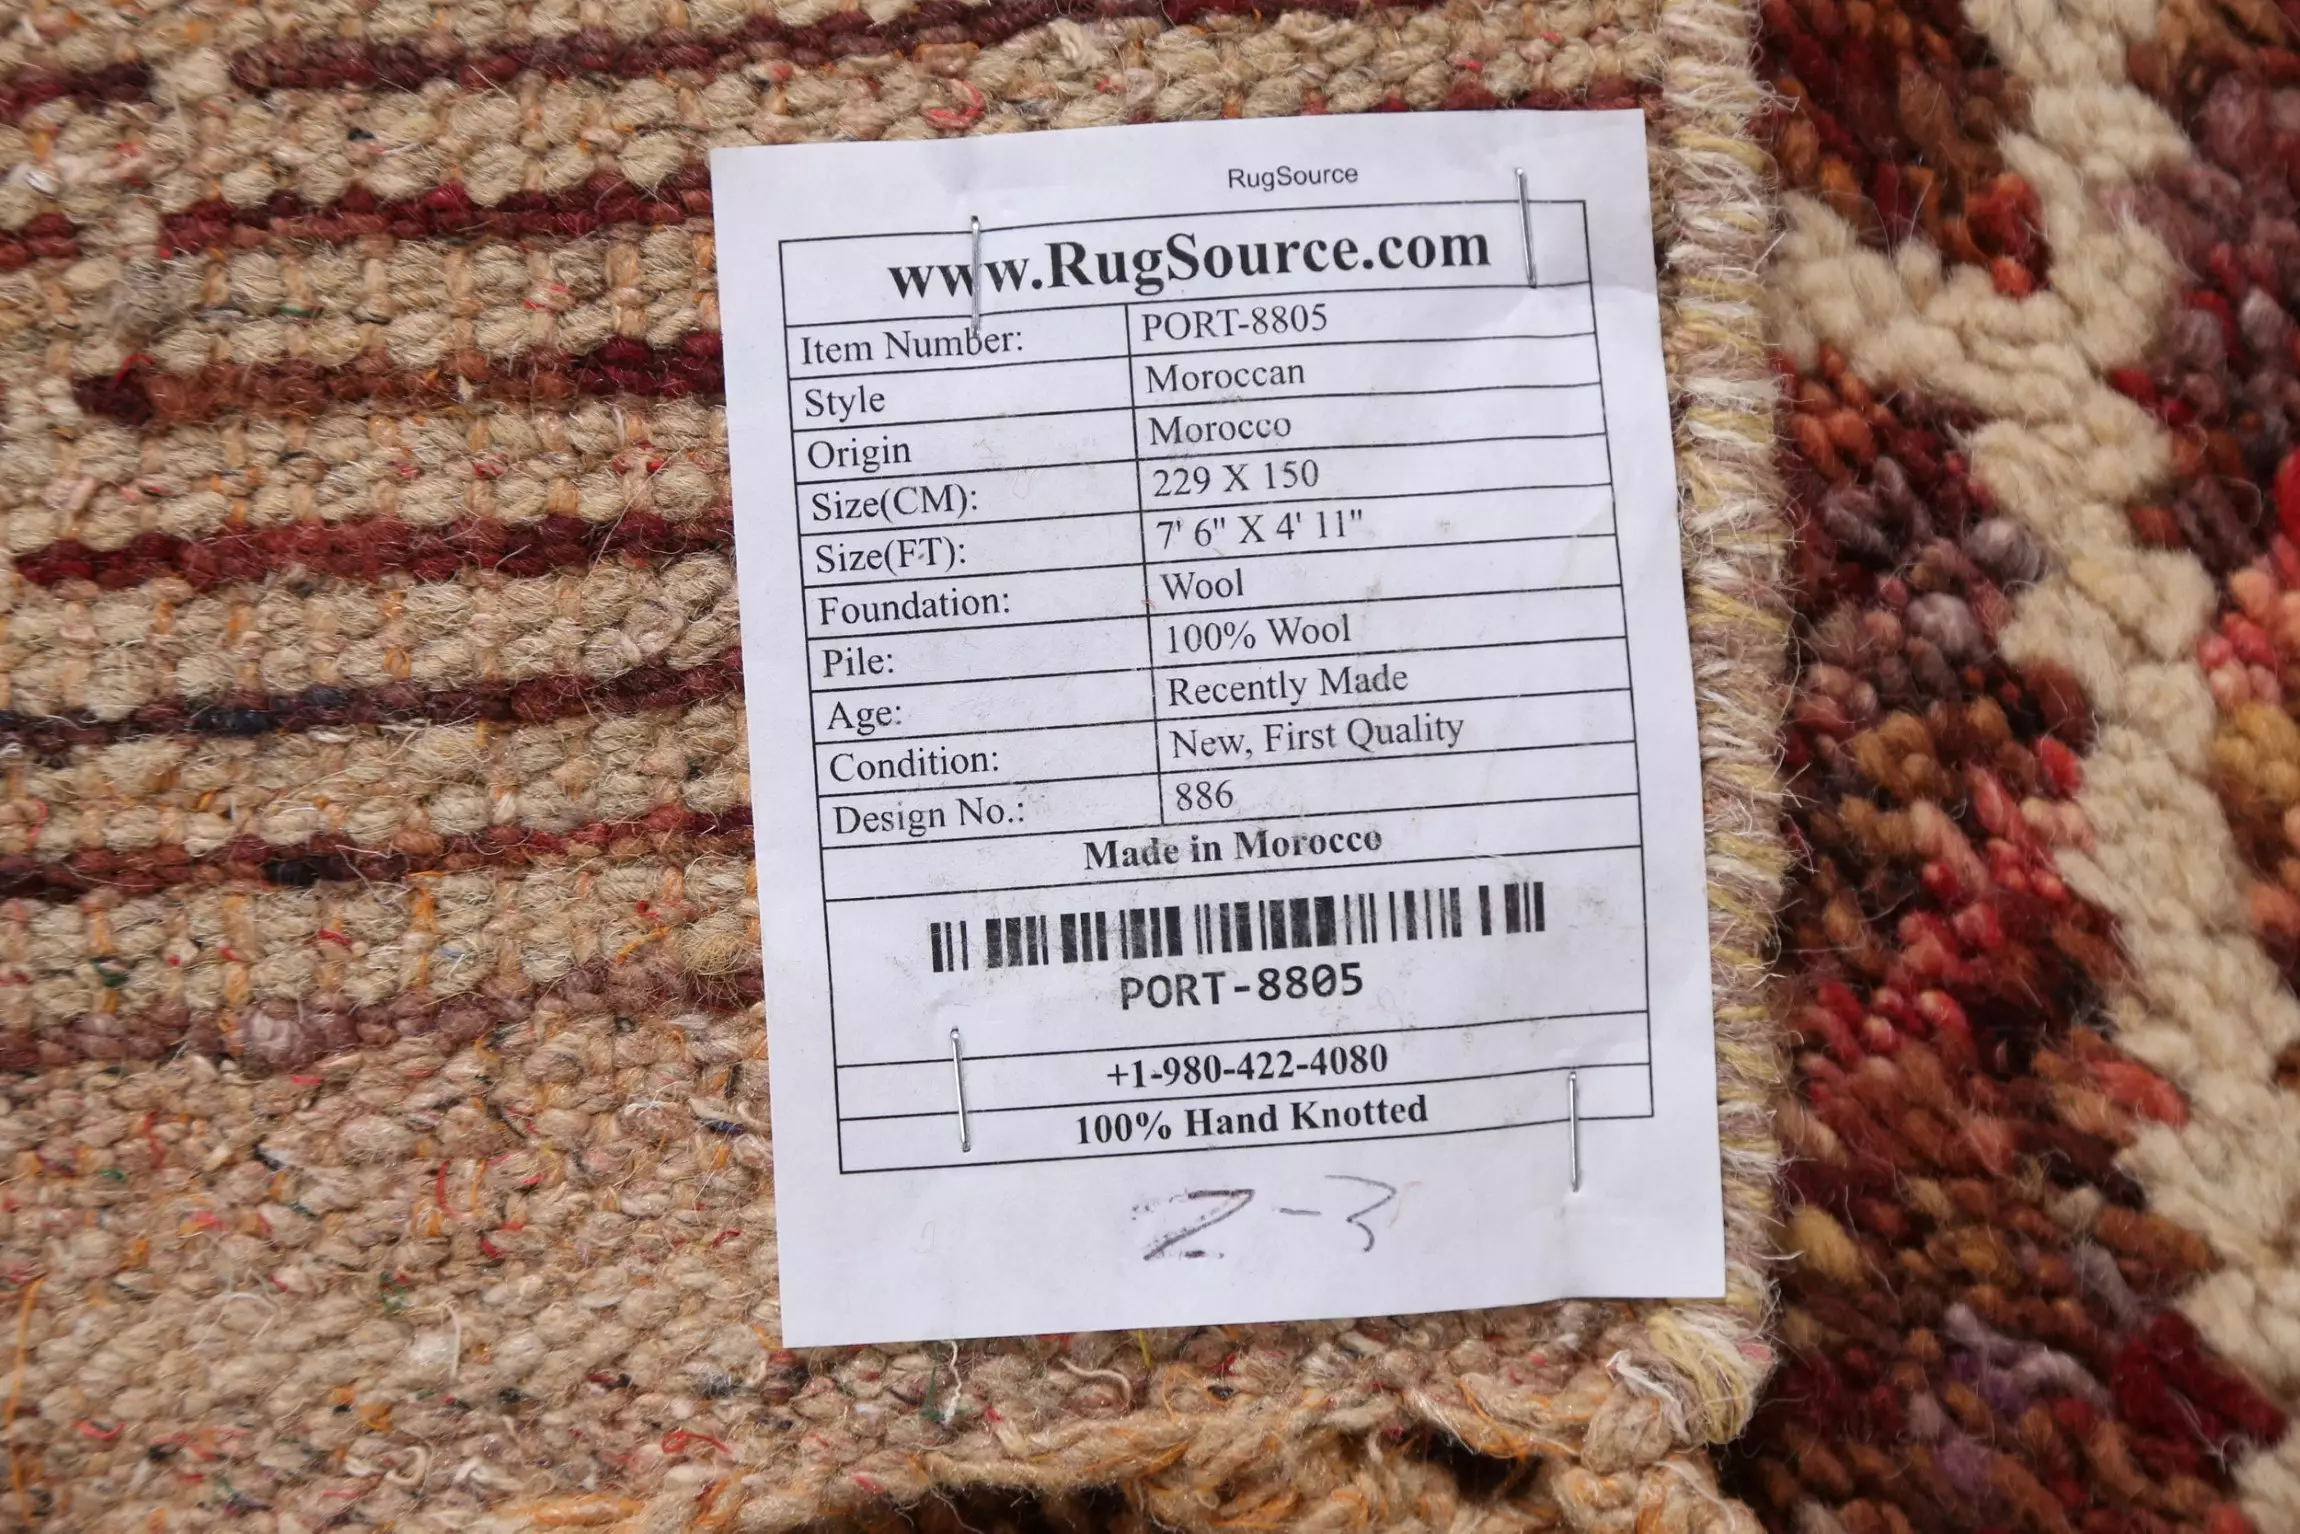 RugSource
www.RugSource.com
Item Number: PORT-8805
Style Moroccan
Origin Morocco
Size(CM): 229 X 150
Size(FT): 7' 6" X 4' 11"
Foundation: Wool
Pile: 100% Wool
Age: Recently Made
Condition: New, First Quality
Design No.: 886
Made in Morocco
PORT-8805
+1-980-422-4080
100% Hand Knotted
2-3